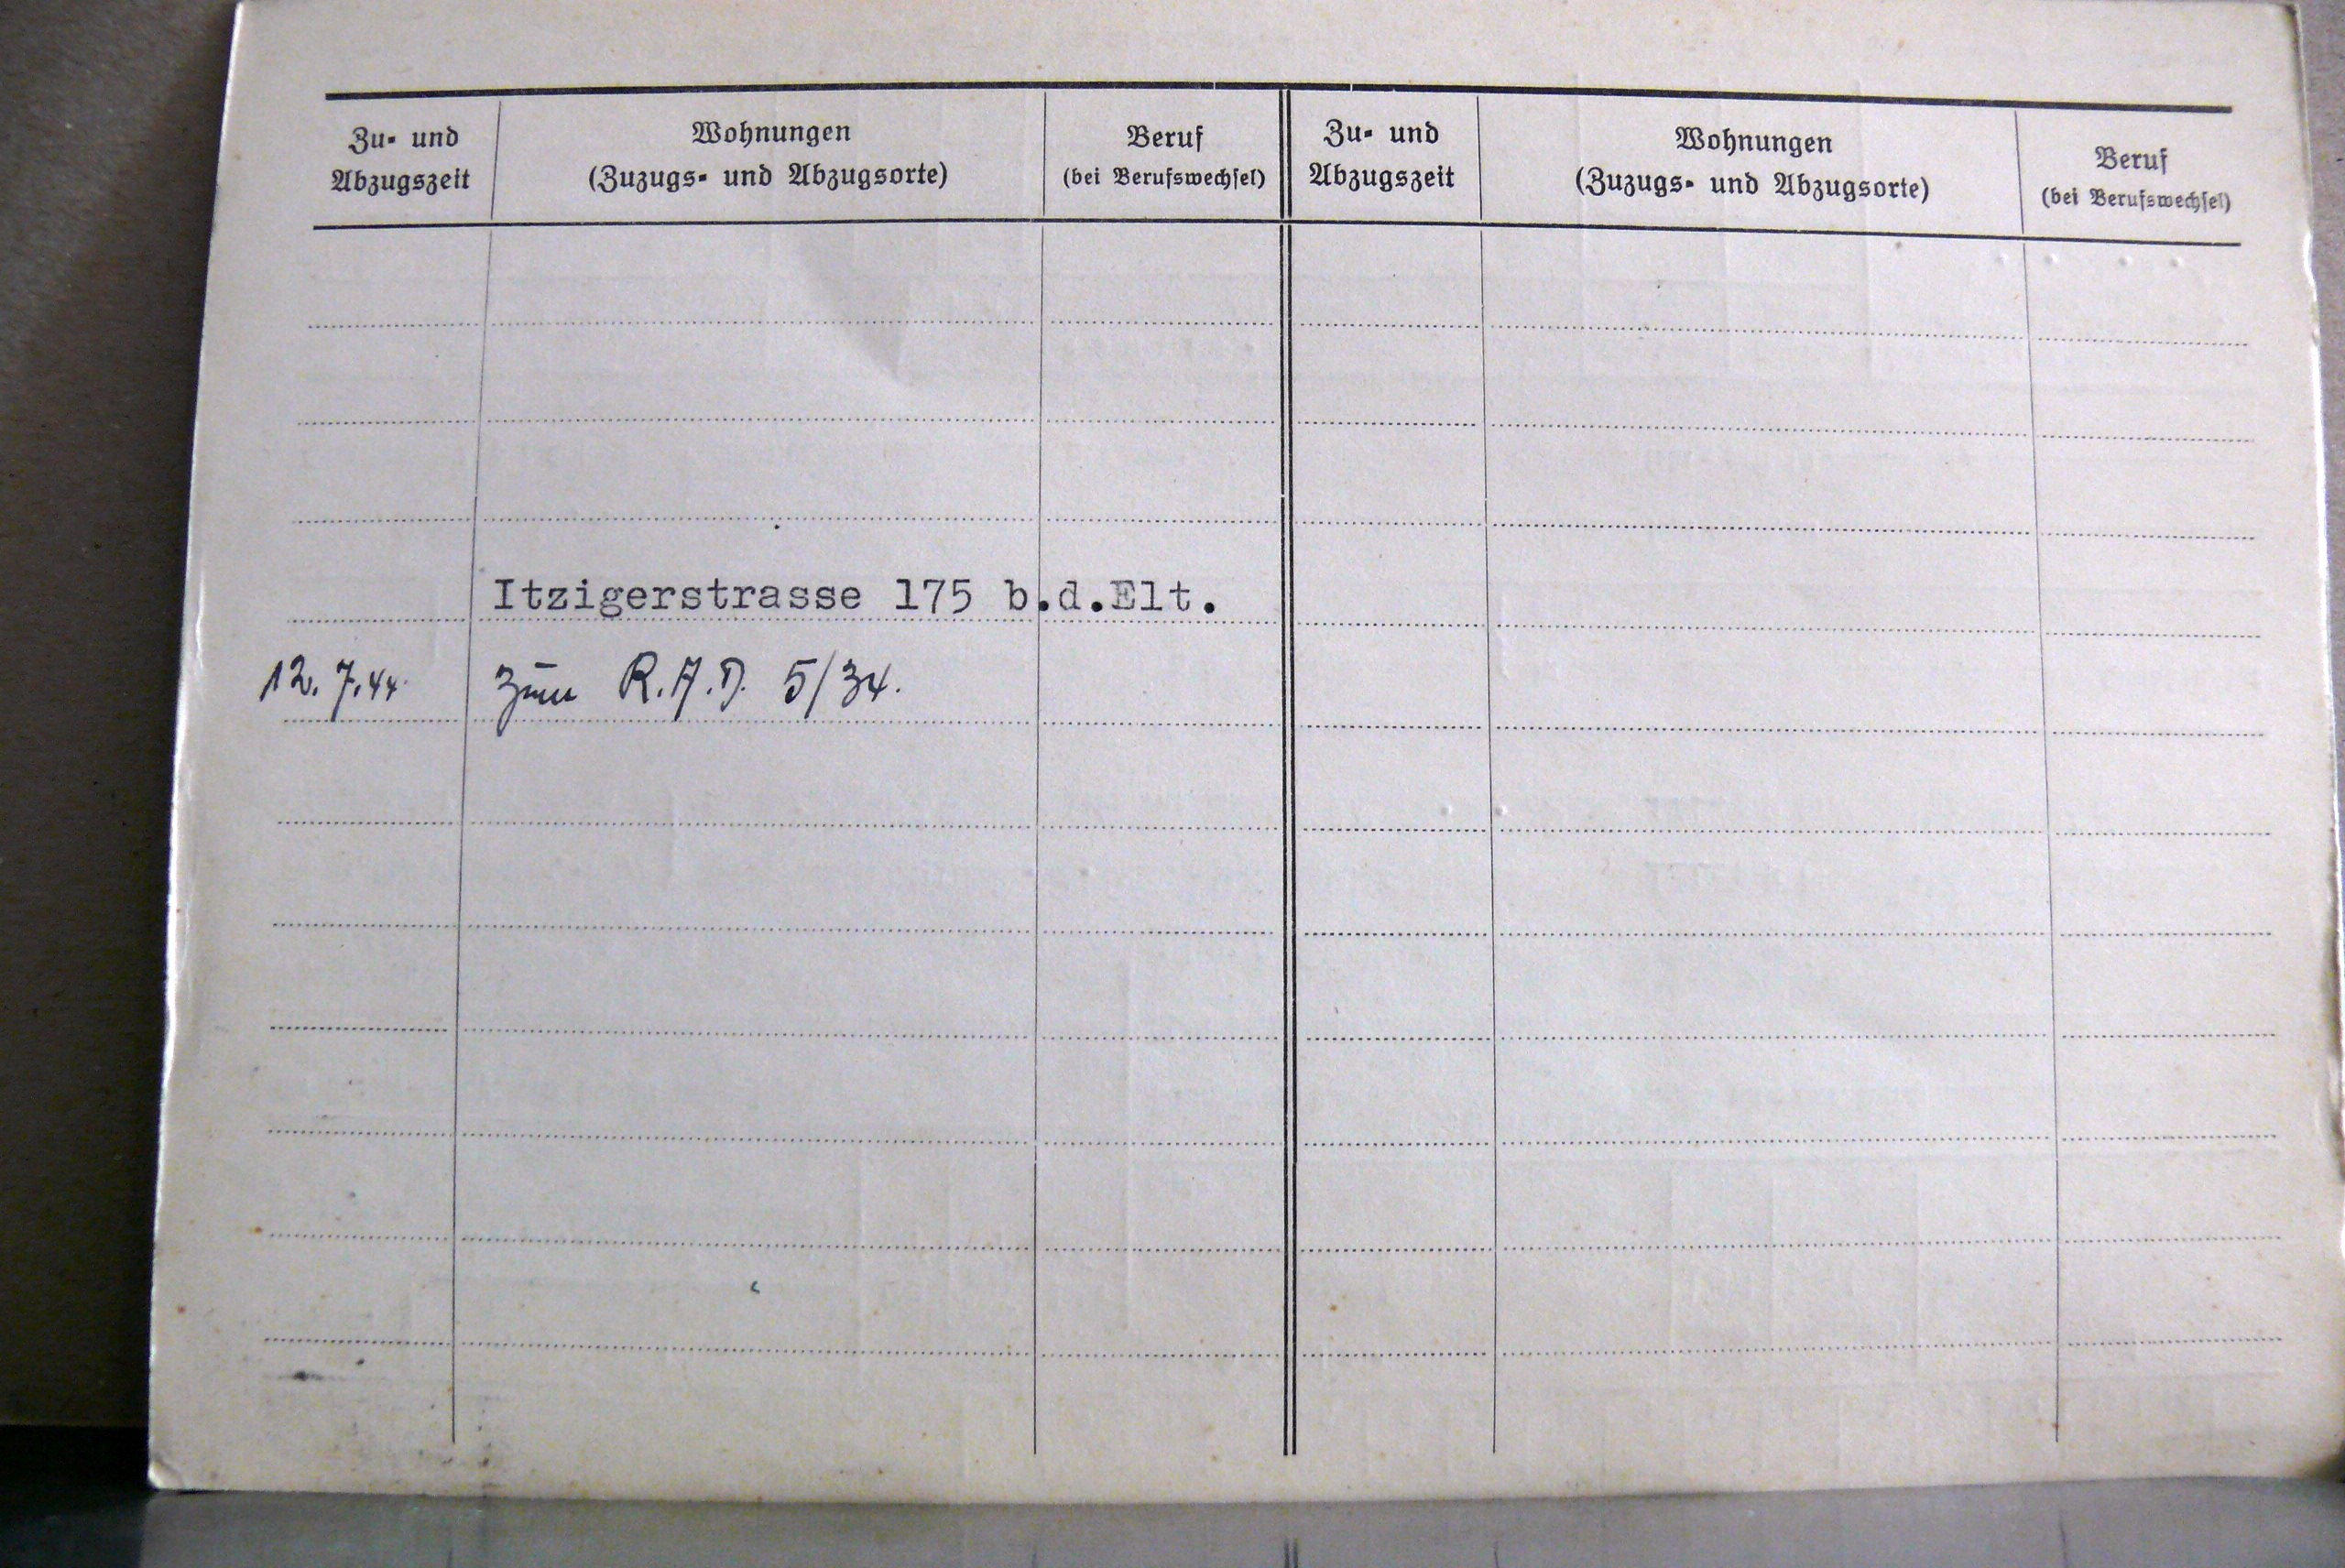 Zu- und
Abzugszeit
Wohnungen
(Zuzugs- und Abzugsorte)
Beruf
(bei Berufswechsel)
Zu- und
Abzugszeit
Wohnungen
(Zuzugs- und Abzugsorte)
Beruf
(bei Berufswechsel)
Itzigerstrasse 175 b.d.Elt.
12.7.44. zum R.A.D. 5/34.